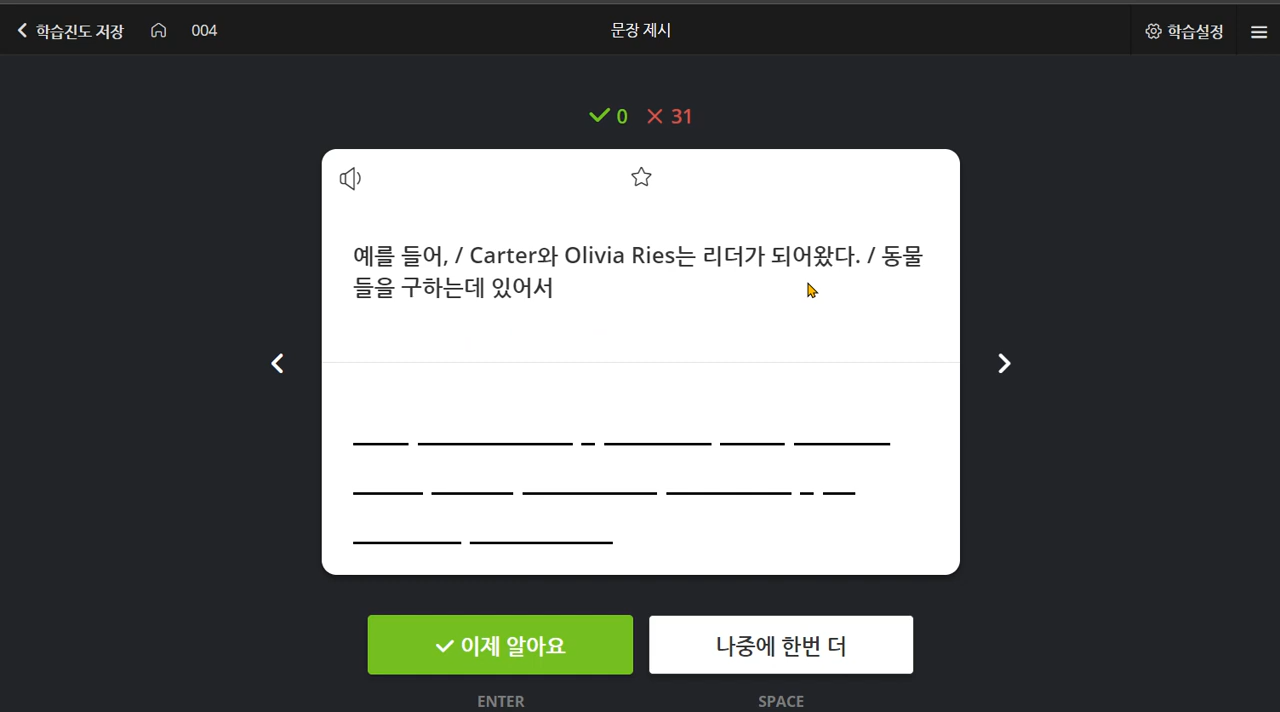 학습진도 저장 004 문장 제시 학습설정
0 31
예를 들어, / Carter와 Olivia Ries는 리더가 되어왔다. / 동물
들을 구하는데 있어서
이제 알아요 나중에 한번 더
ENTER SPACE